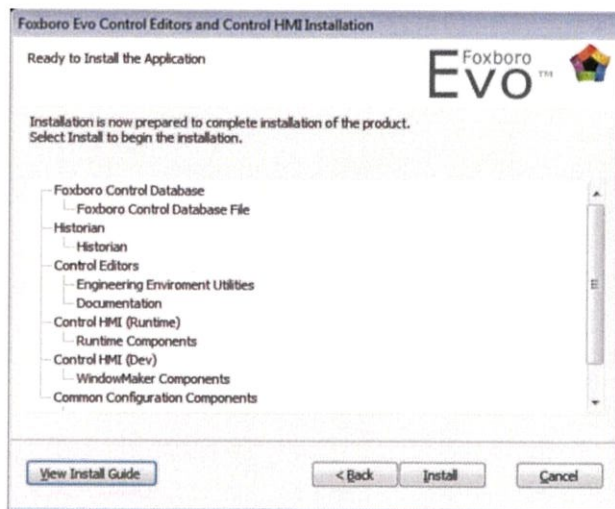 Foxboro Evo Control Editors and Control HMI Installation
Ready to Install the Application
Foxboro
Evo™
Installation is now prepared to complete installation of the product.
Select Install to begin the installation.
Foxboro Control Database
Foxboro Control Database File
Historian
Historian
Control Editors
Engineering Enviroment Utilities
Documentation
Control HMI (Runtime)
Runtime Components
Control HMI (Dev)
WindowMaker Components
Common Configuration Components
View Install Guide
< Back
Install
Cancel